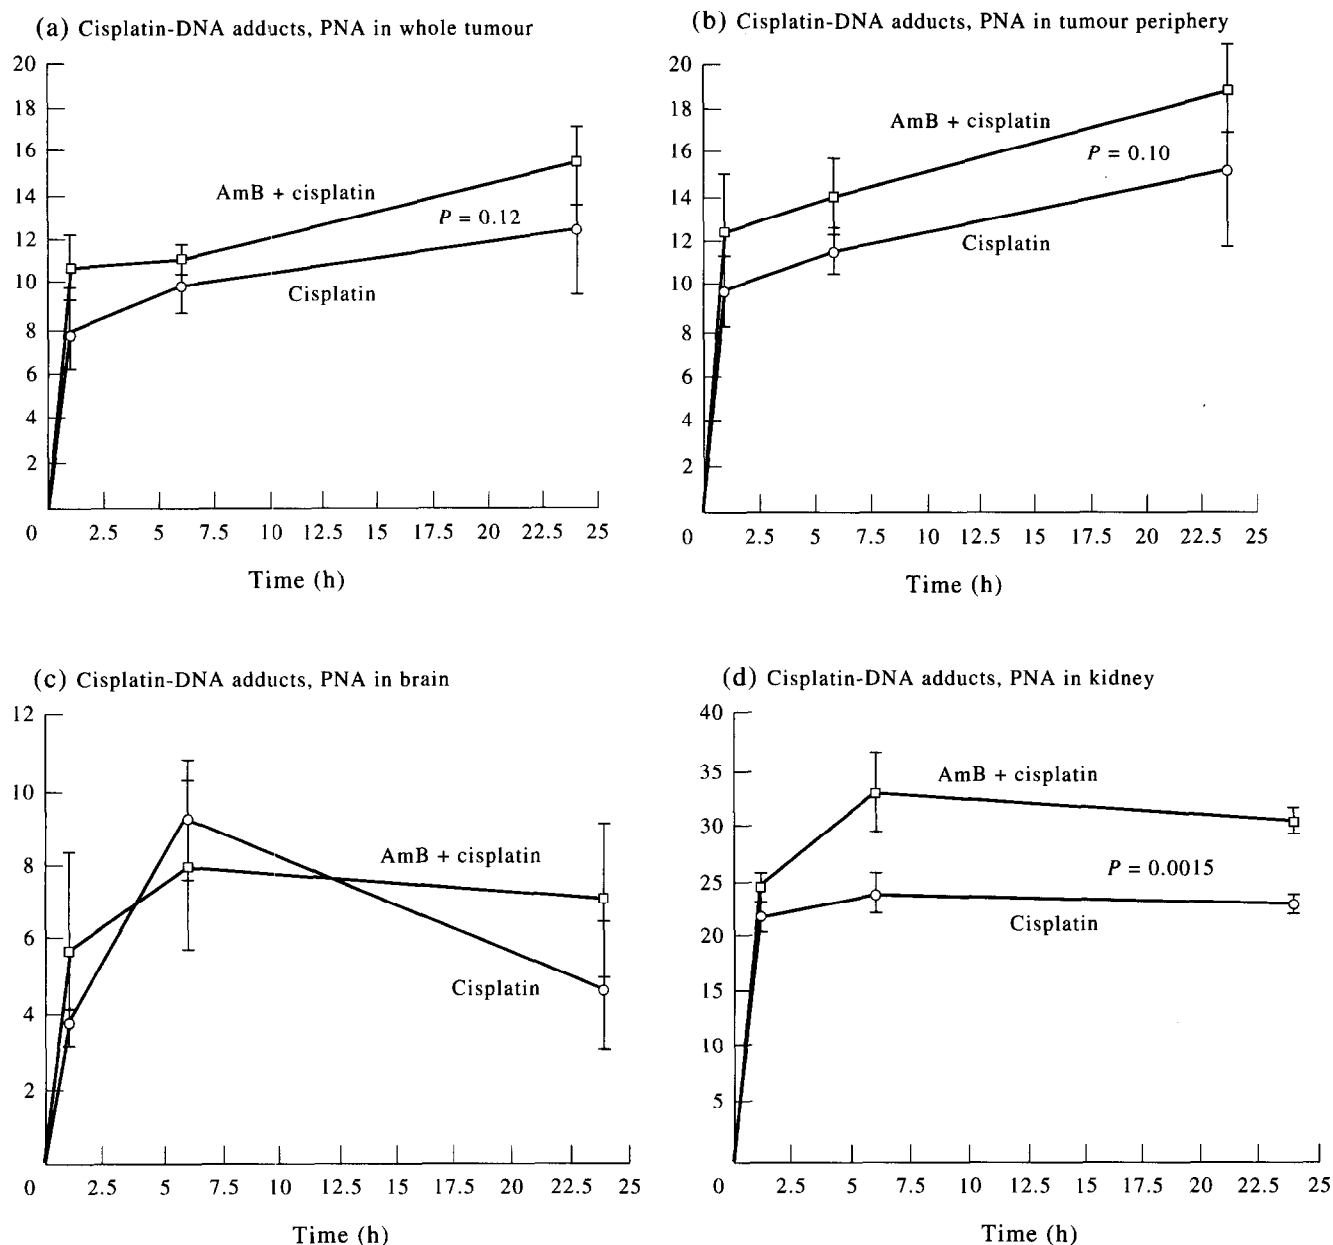 (a) Cisplatin-DNA adducts, PNA in whole tumour
20
18
16
14
12
10
8
6
4
2
0
2.5 5 7.5 10 12.5 15 17.5 20 22.5 25
Time (h)
AmB + cisplatin
P = 0.12
Cisplatin
(b) Cisplatin-DNA adducts, PNA in tumour periphery
20
18
16
14
12
10
8
6
4
2
0
2.5 5 7.5 10 12.5 15 17.5 20 22.5 25
Time (h)
AmB + cisplatin
P = 0.10
Cisplatin
(c) Cisplatin-DNA adducts, PNA in brain
12
10
8
6
4
2
0
2.5 5 7.5 10 12.5 15 17.5 20 22.5 25
Time (h)
AmB + cisplatin
Cisplatin
(d) Cisplatin-DNA adducts, PNA in kidney
40
35
30
25
22
15
10
5
0
2.5 5 7.5 10 12.5 15 17.5 20 22.5 25
Time (h)
AmB + cisplatin
P = 0.0015
Cisplatin